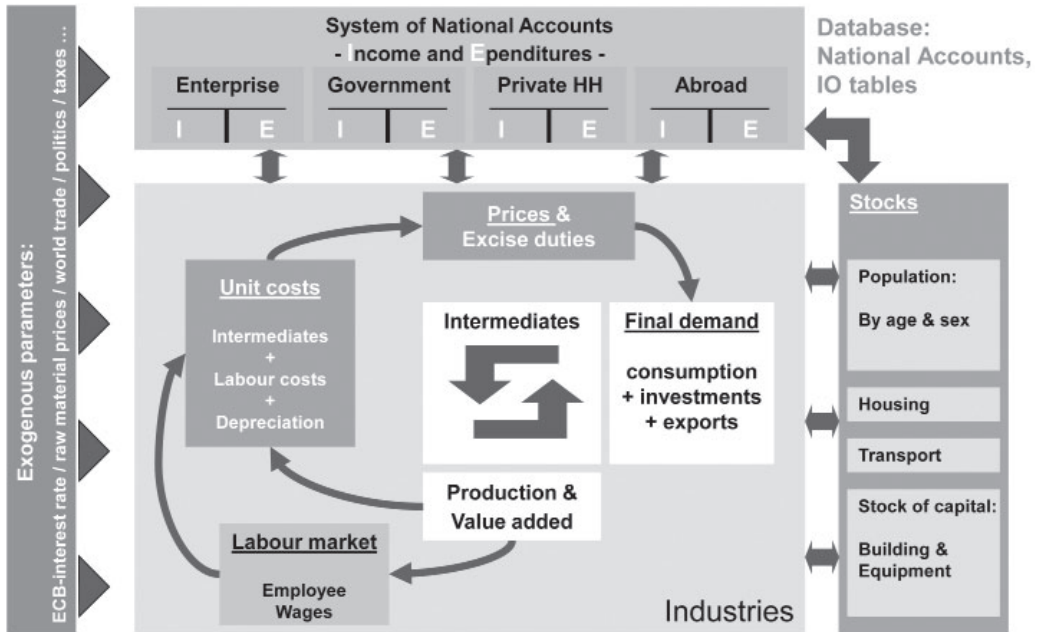 Exogenous parameters:
ECB-interest rate / raw material prices / world trade / politics / taxes ...
System of National Accounts
- Income and Ependitures -
Enterprise
I E
Government
I E
Private HH
I E
Abroad
I E
Database:
National Accounts,
IO tables
Prices &
Excise duties
Unit costs
Intermediates
+
Labour costs
+
Depreciation
Intermediates
Final demand
consumption
+ investments
+ exports
Production &
Value added
Labour market
Employee
Wages
Industries
Stocks
Population:
By age & sex
Housing
Transport
Stock of capital:
Building &
Equipment